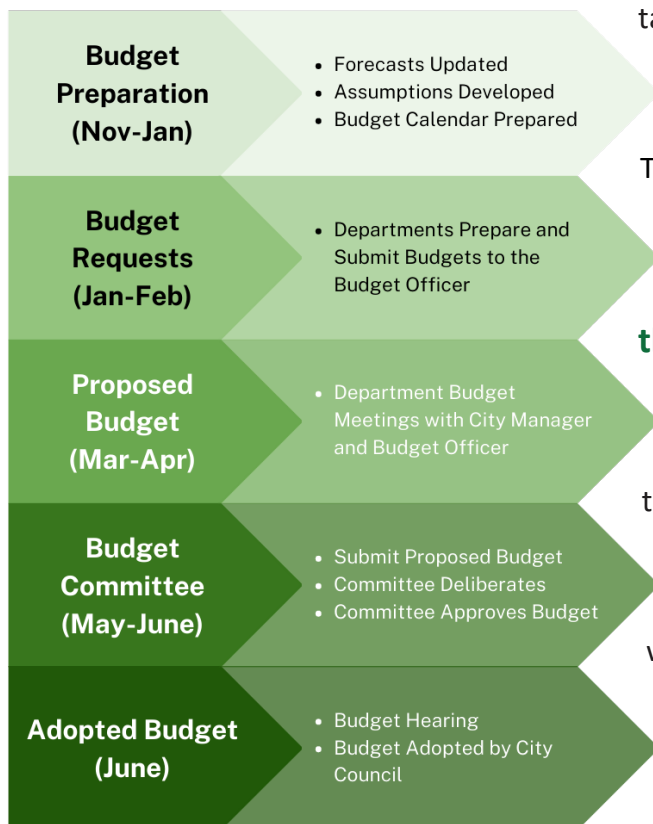 Budget
Preparation
(Nov-Jan)
• Forecasts Updated
• Assumptions Developed
• Budget Calendar Prepared
Budget
Requests
(Jan-Feb)
• Departments Prepare and
Submit Budgets to the
Budget Officer
Proposed
Budget
(Mar-Apr)
• Department Budget
Meetings with City Manager
and Budget Officer
Budget
Committee
(May-June)
• Submit Proposed Budget
• Committee Deliberates
• Committee Approves Budget
Adopted Budget
(June)
• Budget Hearing
• Budget Adopted by City
Council